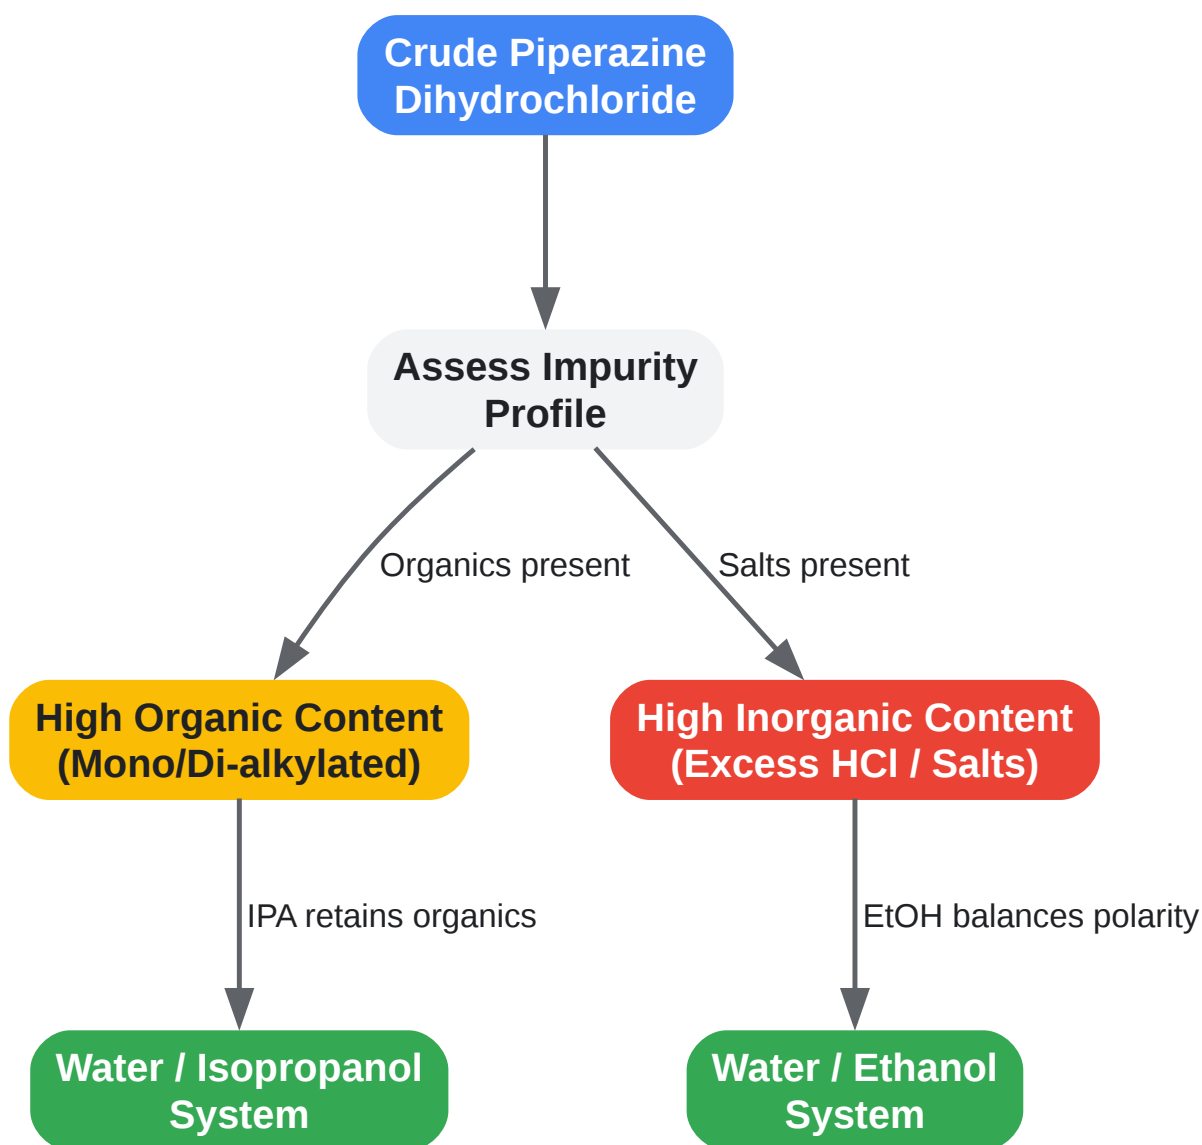 Crude Piperazine
Dihydrochloride
Assess Impurity
Profile
Organics present
Salts present
High Organic Content
(Mono/Di-alkylated)
High Inorganic Content
(Excess HCl / Salts)
IPA retains organics
EtOH balances polarity
Water / Isopropanol
System
Water / Ethanol
System